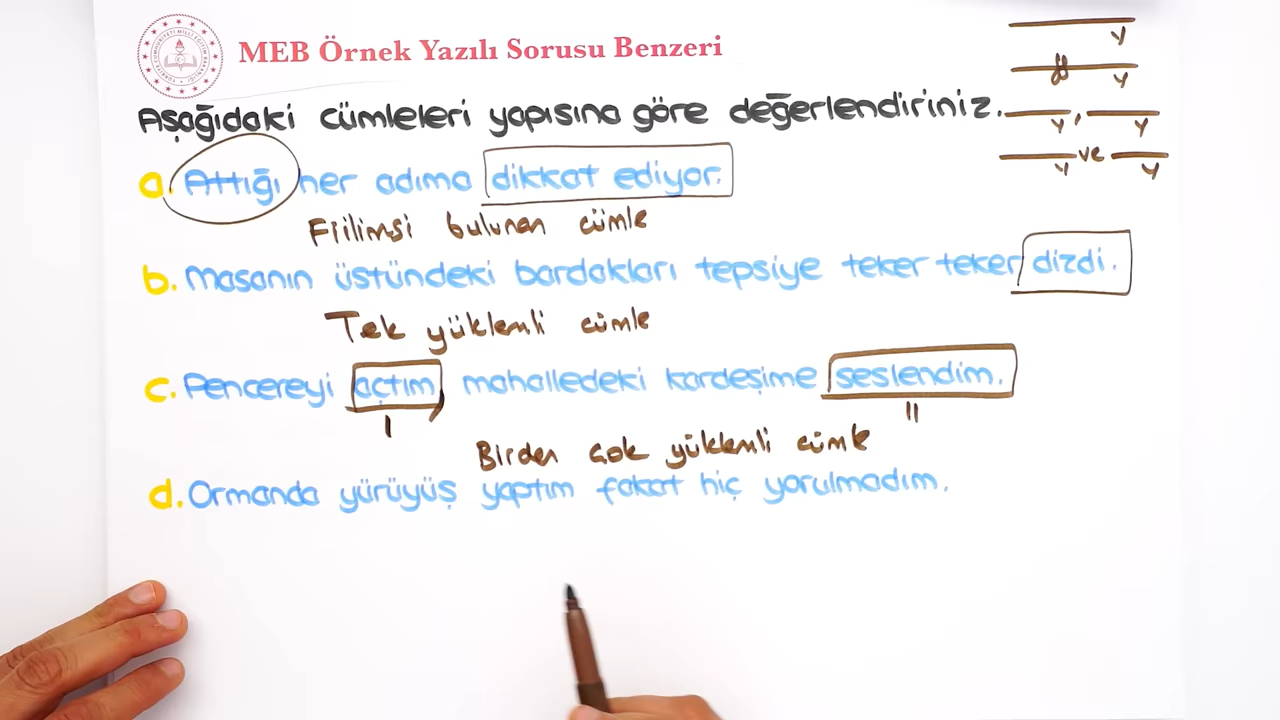 MEB Örnek Yazılı Sorusu Benzeri
Aşağıdaki cümleleri yapısına göre değerlendiriniz.
a. Attığı her adıma dikkat ediyor.
Fiilimsi bulunan cümle
b. Masanın üstündeki bardakları tepsiye teker teker dizdi.
Tek yüklemli cümle
c. Pencereyi açtım, mahalledeki kardeşime seslendim.
I II
Birden çok yüklemli cümle
d. Ormanda yürüyüş yaptım fakat hiç yorulmadım.
y
y
y , y
y ve y